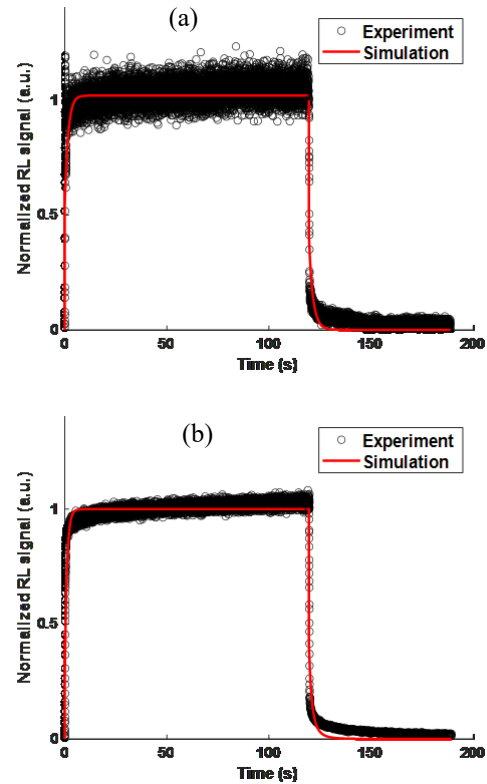 (a)
Experiment
Simulation
Normalized RL signal (a.u.)
1
0.5
0
0 50 100 150 200
Time (s)
(b)
Experiment
Simulation
Normalized RL signal (a.u.)
1
0.5
0
0 50 100 150 200
Time (s)